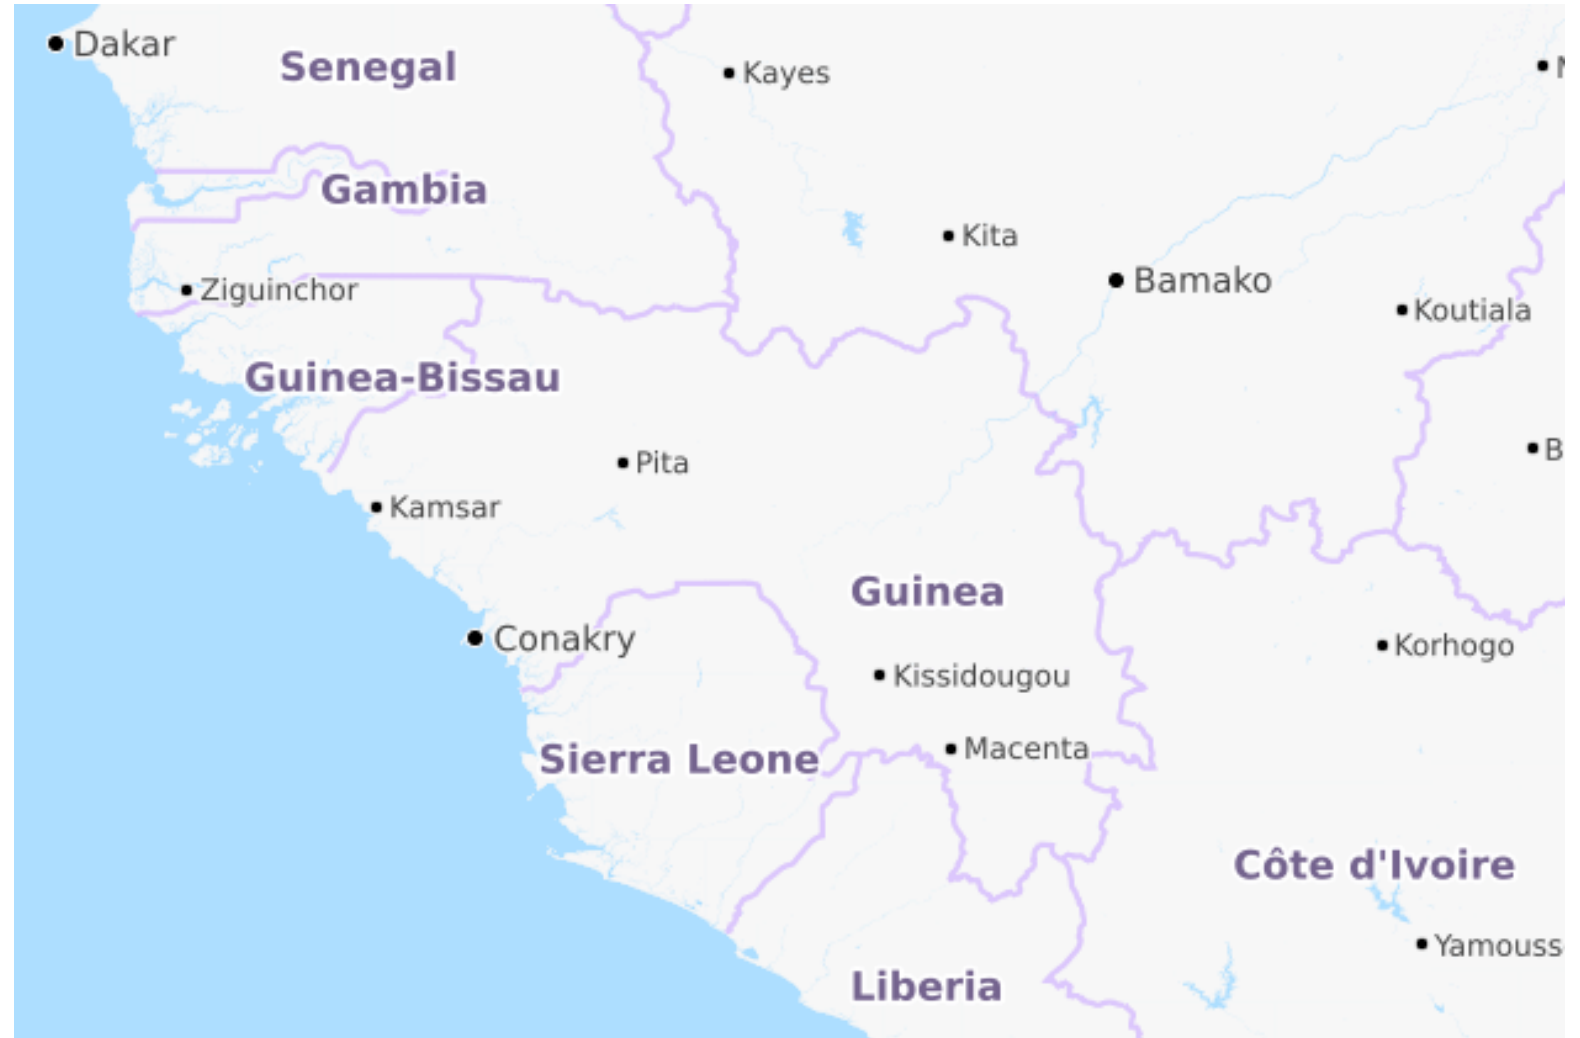 Dakar
Senegal
Kayes
Gambia
Kita
Bamako
Ziguinchor
Koutiala
Guinea-Bissau
Pita
Kamsar
Guinea
Conakry
Korhogo
Kissidougou
Macenta
Sierra Leone
Côte d'Ivoire
Yamouss
Liberia